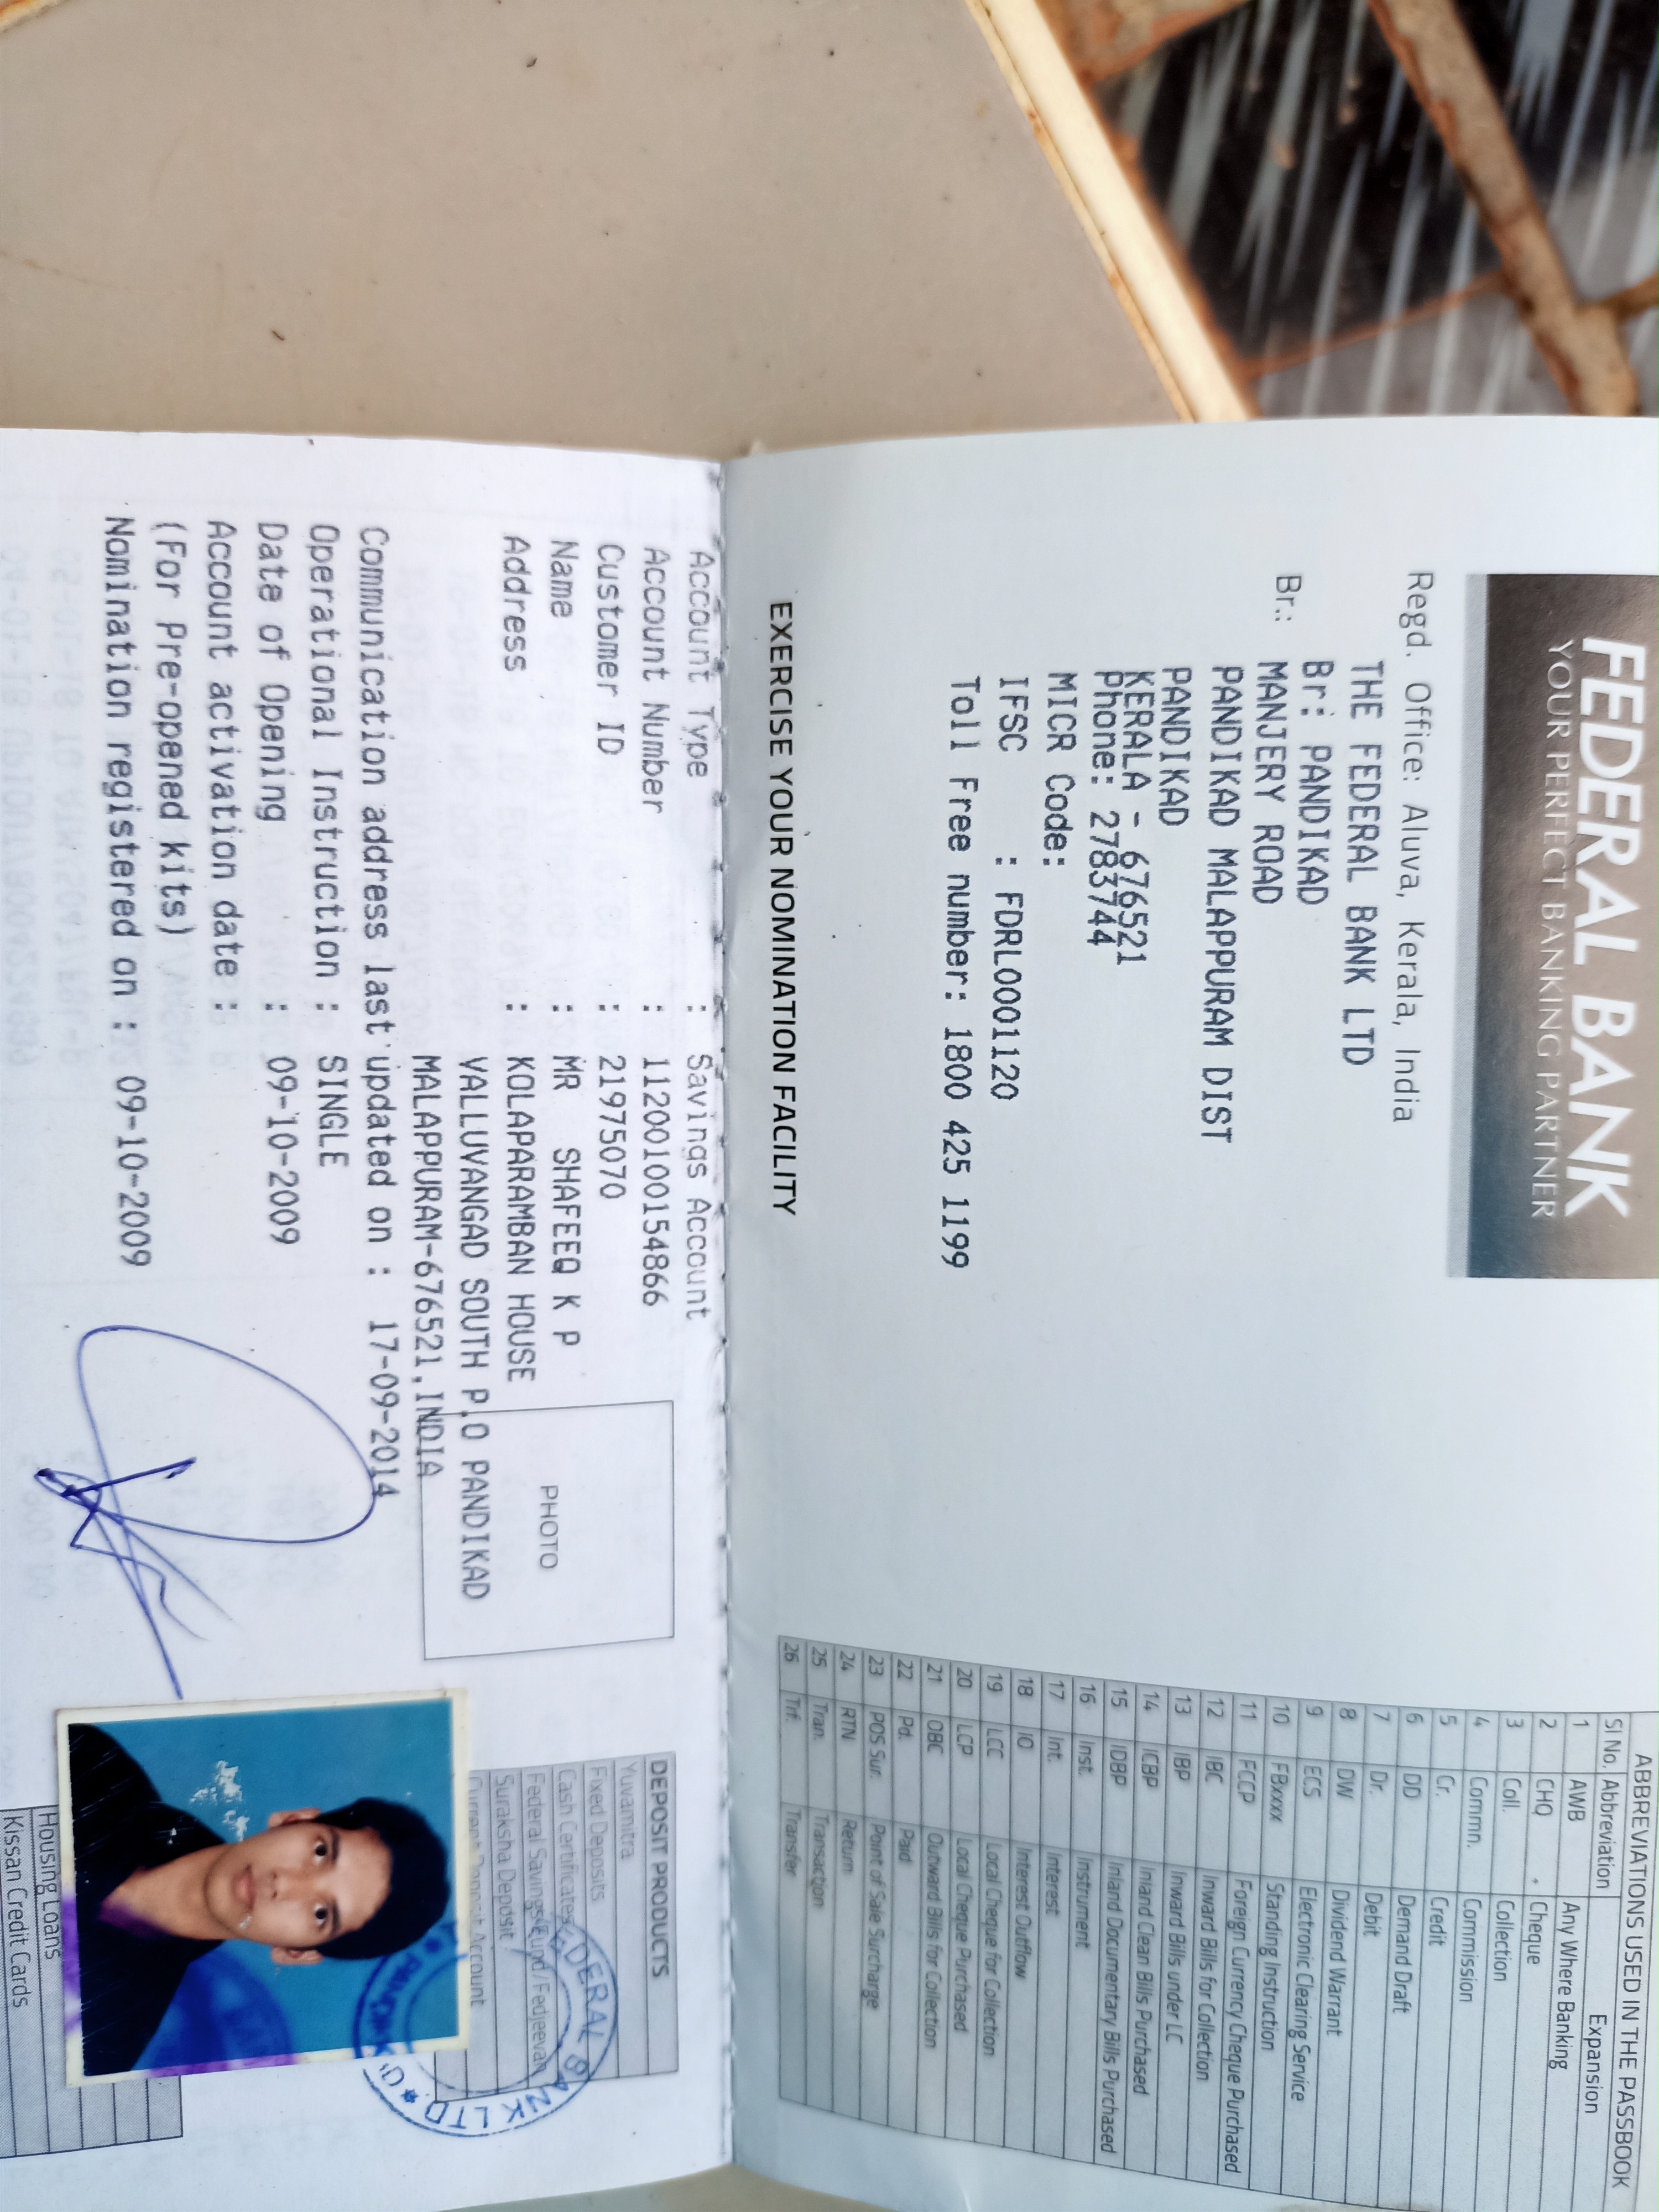 FEDERAL BANK
YOUR PERFECT BANKING PARTNER
Regd. Office: Aluva, Kerala, India
THE FEDERAL BANK LTD
Br: PANDIKAD
Br.: MANJERY ROAD
PANDIKAD MALAPPURAM DIST
PANDIKAD
KERALA - 676521
Phone: 2783744
MICR Code:
IFSC : FDRL0001120
Toll Free number: 1800 425 1199
EXERCISE YOUR NOMINATION FACILITY
ABBREVIATIONS USED IN THE PASSBOOK
Sl No. Abbreviation Expansion
1 AWB Any Where Banking
2 CHQ Cheque
3 Coll. Collection
4 Commn. Commission
5 Cr. Credit
6 DD Demand Draft
7 Dr. Debit
8 DW Dividend Warrant
9 ECS Electronic Clearing Service
10 FBxxxx Standing Instruction
11 FCCP Foreign Currency Cheque Purchased
12 IBC Inward Bills for Collection
13 IBP Inward Bills under LC
14 ICBP Inland Clean Bills Purchased
15 IDBP Inland Documentary Bills Purchased
16 Inst. Instrument
17 Int. Interest
18 IO Interest Outflow
19 LCC Local Cheque for Collection
20 LCP Local Cheque Purchased
21 OBC Outward Bills for Collection
22 Pd. Paid
23 POS Sur. Point of Sale Surcharge
24 RTN Return
25 Tran. Transaction
26 Trf. Transfer
Account Type : Savings Account
Account Number : 11200100154866
Customer ID : 21975070
Name : MR SHAFEEQ K P
Address : KOLAPARAMBAN HOUSE
VALLUVANGAD SOUTH P.O PANDIKAD
MALAPPURAM-676521,INDIA
Communication address last updated on : 17-09-2014
Operational Instruction : SINGLE
Date of Opening : 09-10-2009
Account activation date :
(For Pre-opened kits)
Nomination registered on : 09-10-2009
PHOTO
DEPOSIT PRODUCTS
Yuvamitra
Fixed Deposits
Cash Certificates
Federal Savings Fund/Fedjeevan
Suraksha Deposit
Account
Housing Loans
Kissan Credit Cards
FEDERAL BANK LTD.